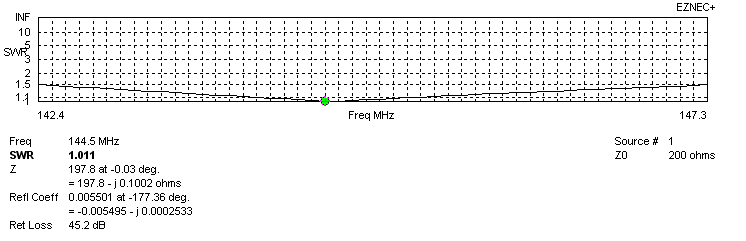 EZNEC+
INF
10
5
SWR
3
2
1.5
1.1
142.4 Freq MHz 147.3
Freq 144.5 MHz Source # 1
SWR 1.011 Z0 200 ohms
Z 197.8 at -0.03 deg.
= 197.8 - j 0.1002 ohms
Refl Coeff 0.005501 at -177.36 deg.
= -0.005495 - j 0.0002533
Ret Loss 45.2 dB